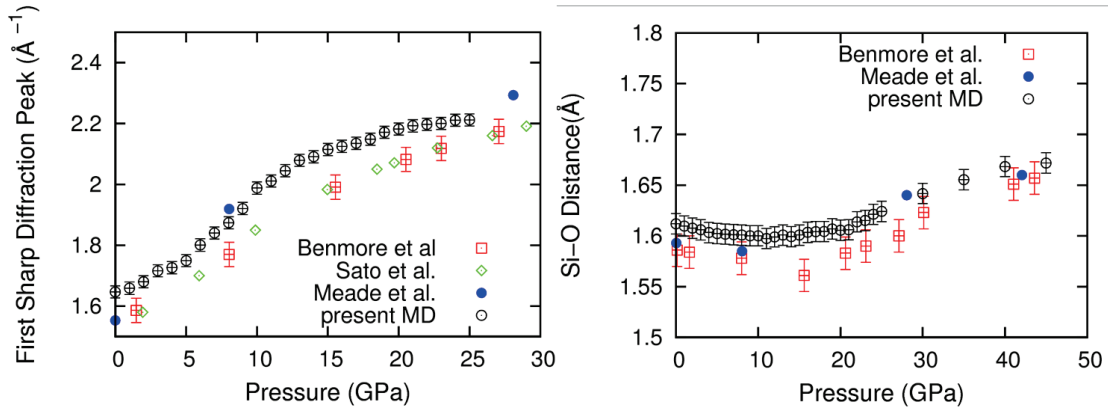 First Sharp Diffraction Peak (Å⁻¹)
2.4
2.2
2
1.8
1.6
0 5 10 15 20 25 30
Pressure (GPa)
Benmore et al
Sato et al.
Meade et al.
present MD
Si–O Distance(Å)
1.8
1.75
1.7
1.65
1.6
1.55
1.5
0 10 20 30 40 50
Pressure (GPa)
Benmore et al.
Meade et al.
present MD